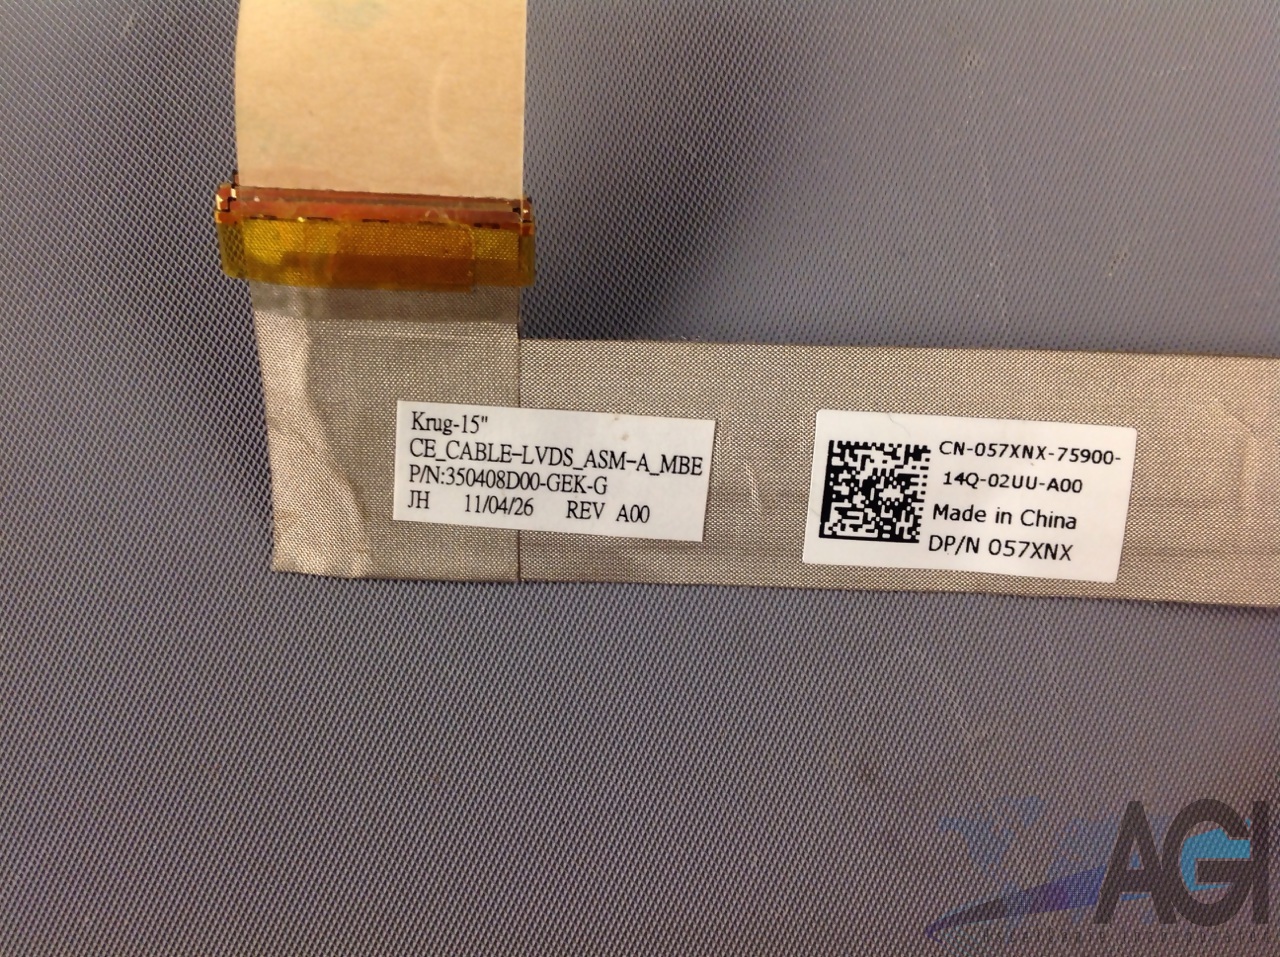 Krug-15"
CE_CABLE-LVDS_ASM-A_MBE
P/N:350408D00-GEK-G
JH 11/04/26 REV A00
CN-057XNX-75900-
14Q-02UU-A00
Made in China
DP/N 057XNX
AGI